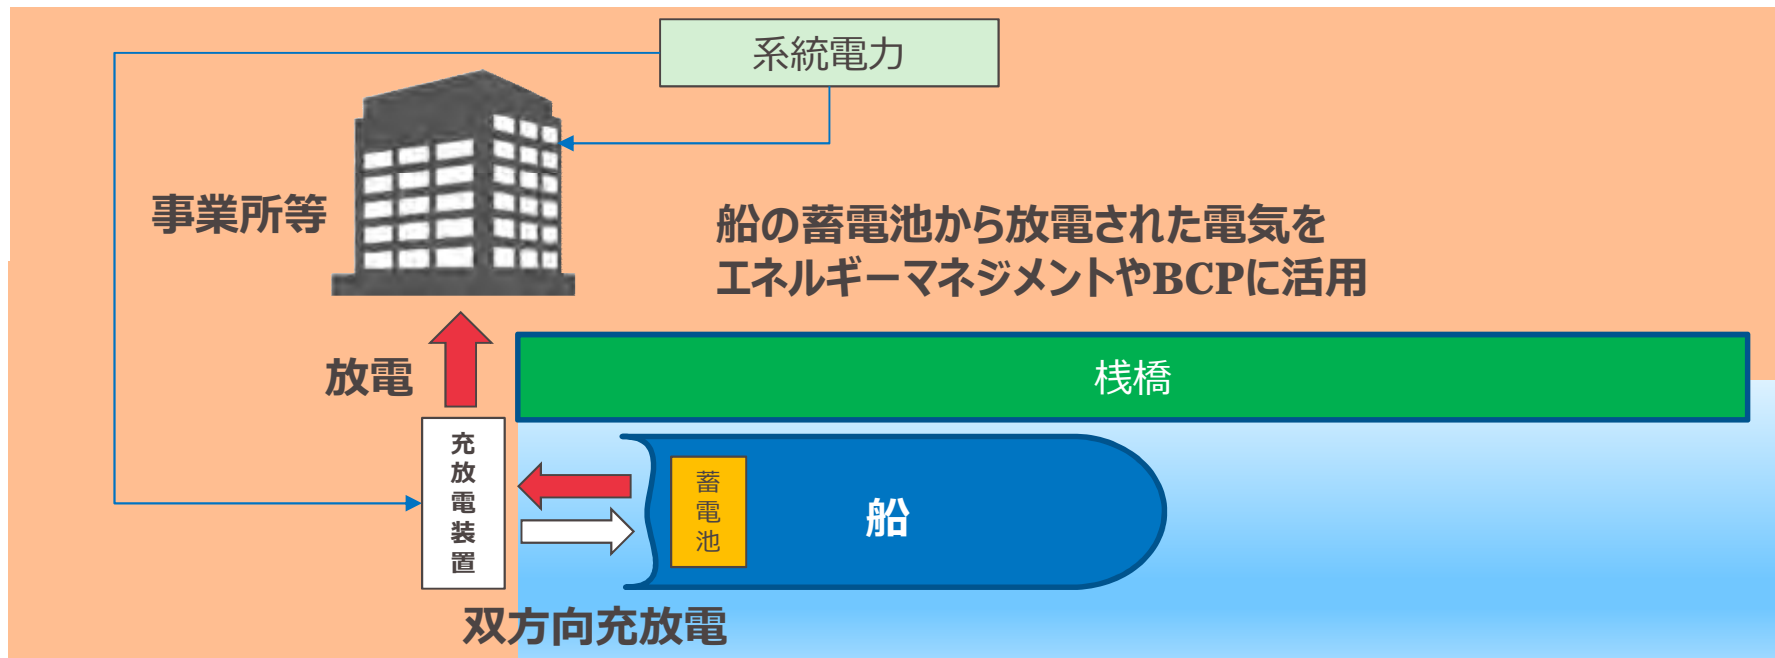 系統電力
事業所等
船の蓄電池から放電された電気を
エネルギーマネジメントやBCPに活用
放電
桟橋
充放電装置
蓄電池
船
双方向充放電